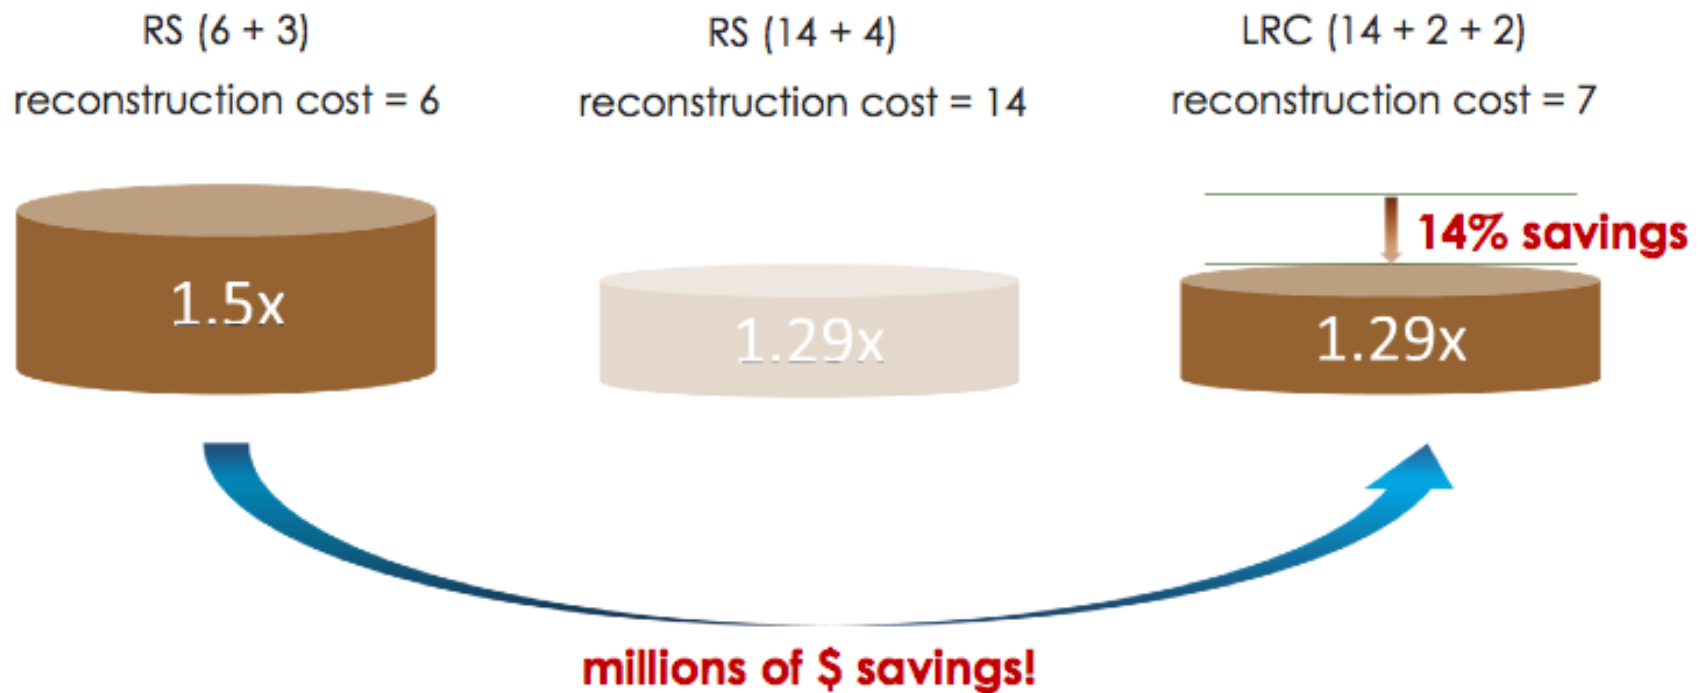 RS (6 + 3)
reconstruction cost = 6
RS (14 + 4)
reconstruction cost = 14
LRC (14 + 2 + 2)
reconstruction cost = 7
14% savings
1.5x
1.29x
1.29x
millions of $ savings!